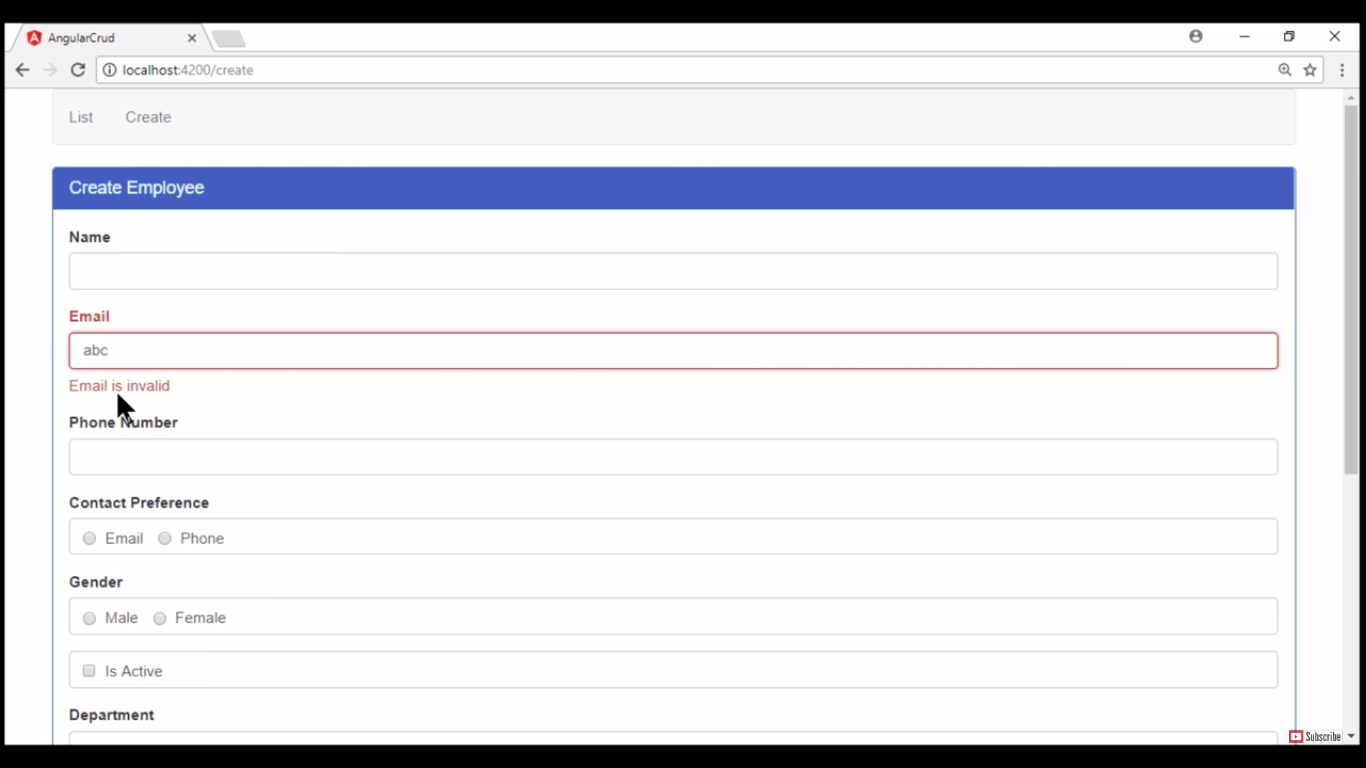 AngularCrud
localhost:4200/create
List Create
Create Employee
Name
Email
abc
Email is invalid
Phone Number
Contact Preference
Email Phone
Gender
Male Female
Is Active
Department
Subscribe